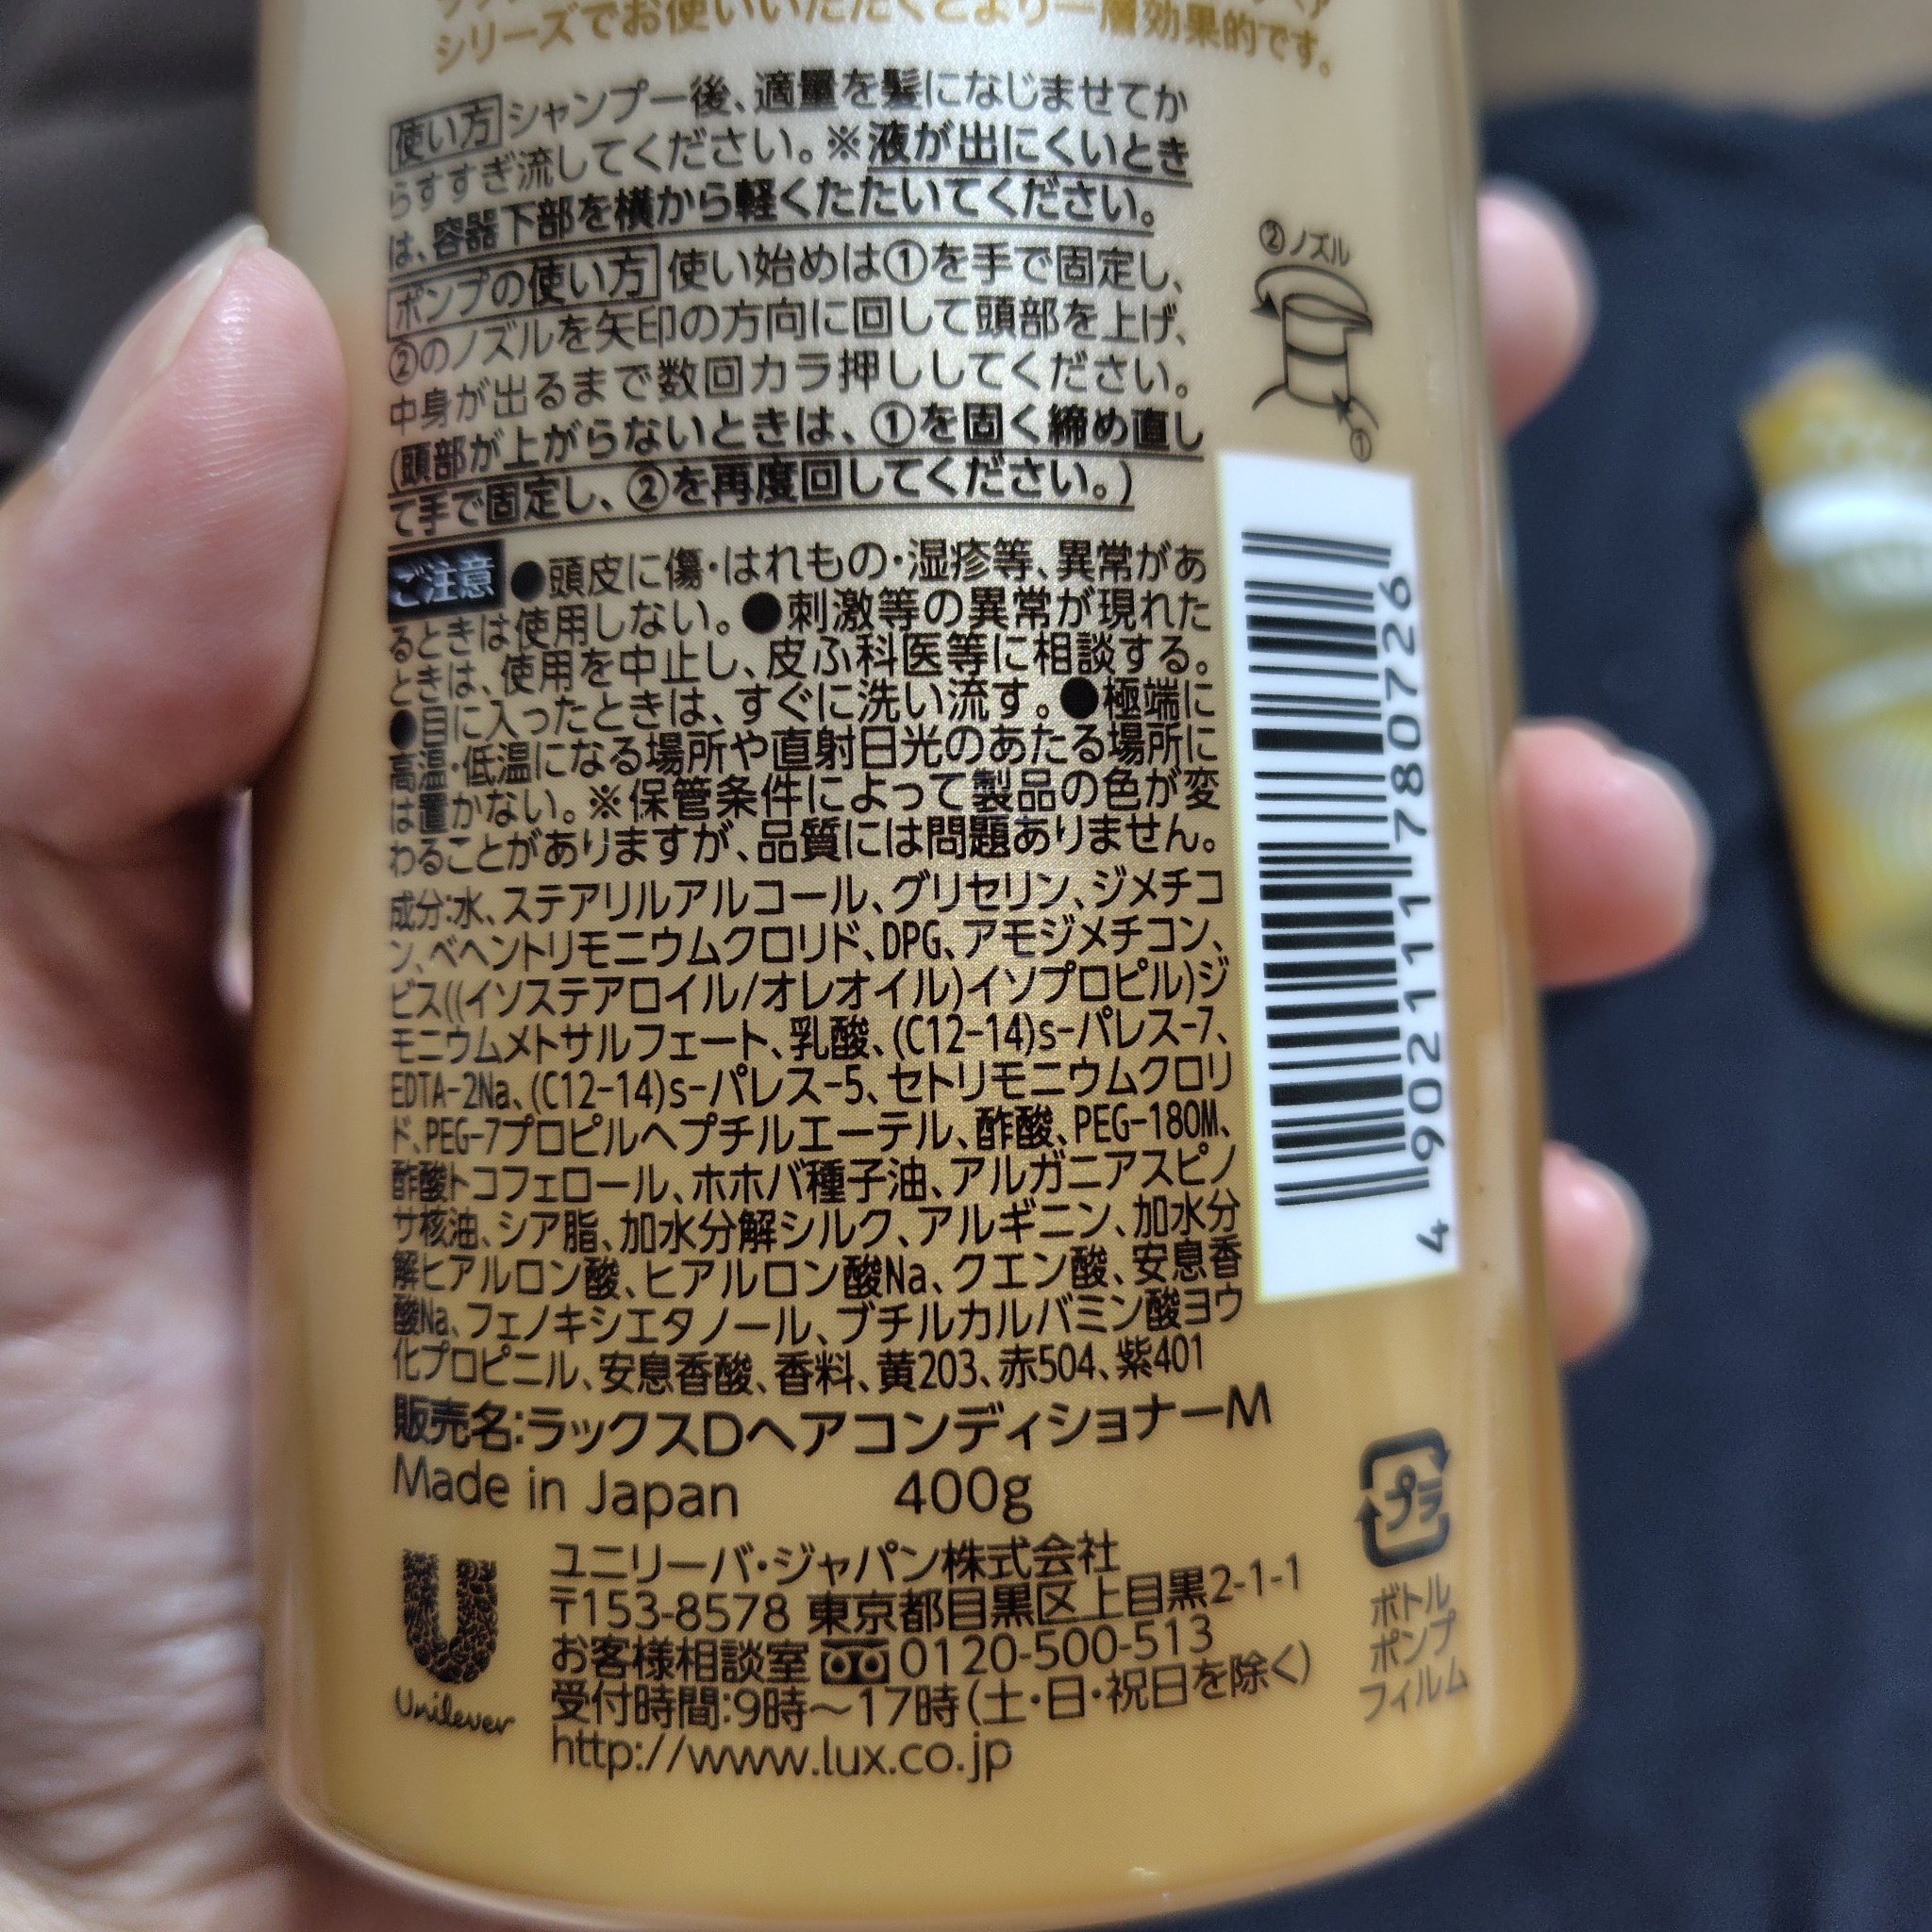 シリーズでお使いいただくとより一層効果的です。
使い方 シャンプー後、適量を髪になじませてか
らすすぎ流してください。※液が出にくいとき
は、容器下部を横から軽くたたいてください。
ポンプの使い方 使い始めは①を手で固定し、
②のノズルを矢印の方向に回して頭部を上げ、
中身が出るまで数回カラ押ししてください。
(頭部が上がらないときは、①を固く締め直し
て手で固定し、②を再度回してください。)
②ノズル
①
ご注意 ●頭皮に傷・はれもの・湿疹等、異常があ
るときは使用しない。●刺激等の異常が現れた
ときは、使用を中止し、皮ふ科医等に相談する。
●目に入ったときは、すぐに洗い流す。●極端に
高温・低温になる場所や直射日光のあたる場所に
は置かない。※保管条件によって製品の色が変
わることがありますが、品質には問題ありません。
成分:水、ステアリルアルコール、グリセリン、ジメチコ
ン、ベヘントリモニウムクロリド、DPG、アモジメチコン、
ビス((イソステアロイル/オレオイル)イソプロピル)ジ
モニウムメトサルフェート、乳酸、(C12-14)s-パレス-7、
EDTA-2Na、(C12-14)s-パレス-5、セトリモニウムクロリ
ド、PEG-7プロピルヘプチルエーテル、酢酸、PEG-180M、
酢酸トコフェロール、ホホバ種子油、アルガニアスピノ
サ核油、シア脂、加水分解シルク、アルギニン、加水分
解ヒアルロン酸、ヒアルロン酸Na、クエン酸、安息香
酸Na、フェノキシエタノール、ブチルカルバミン酸ヨウ
化プロピニル、安息香酸、香料、黄203、赤504、紫401
4902111780726
販売名:ラックスDヘアコンディショナーM
Made in Japan 400g
Unilever
ユニリーバ・ジャパン株式会社
〒153-8578 東京都目黒区上目黒2-1-1
お客様相談室 0120-500-513
受付時間:9時〜17時(土・日・祝日を除く)
http://www.lux.co.jp
プラ
ボトル
ポンプ
フィルム